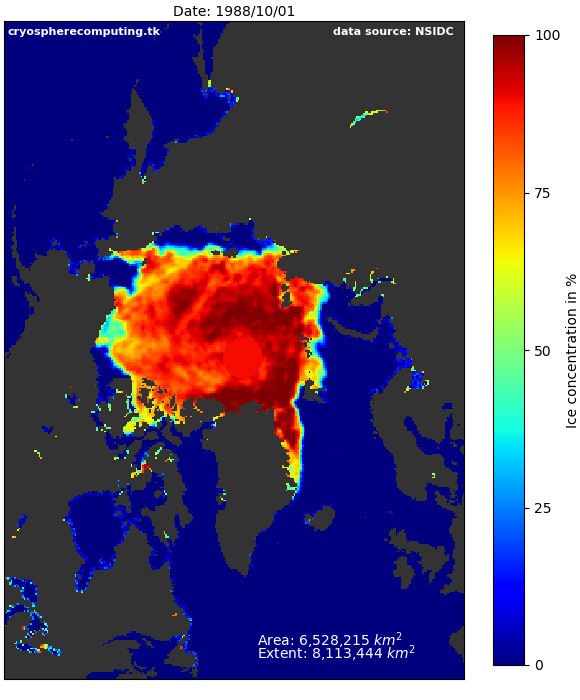 Date: 1988/10/01
cryospherecomputing.tk
data source: NSIDC
100
75
50
25
0
Ice concentration in %
Area: 6,528,215 km²
Extent: 8,113,444 km²